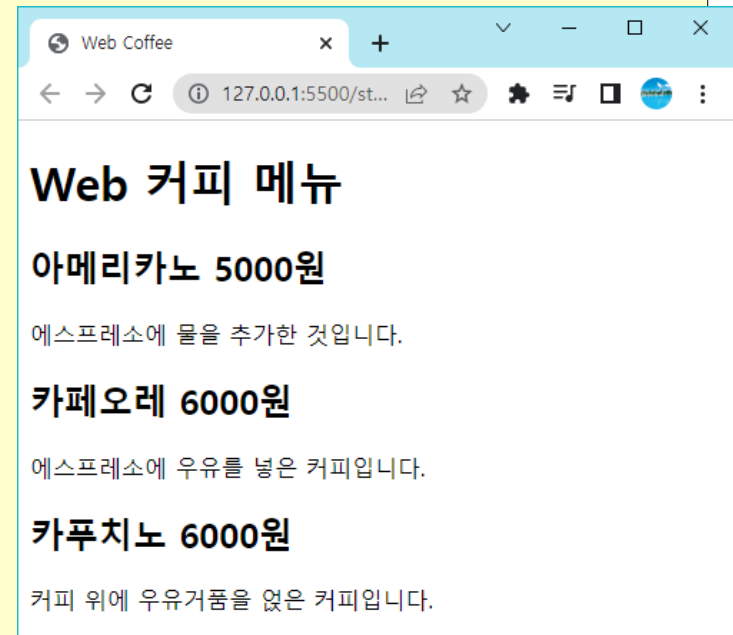 Web Coffee
127.0.0.1:5500/st...
Web 커피 메뉴
아메리카노 5000원
에스프레소에 물을 추가한 것입니다.
카페오레 6000원
에스프레소에 우유를 넣은 커피입니다.
카푸치노 6000원
커피 위에 우유거품을 얹은 커피입니다.